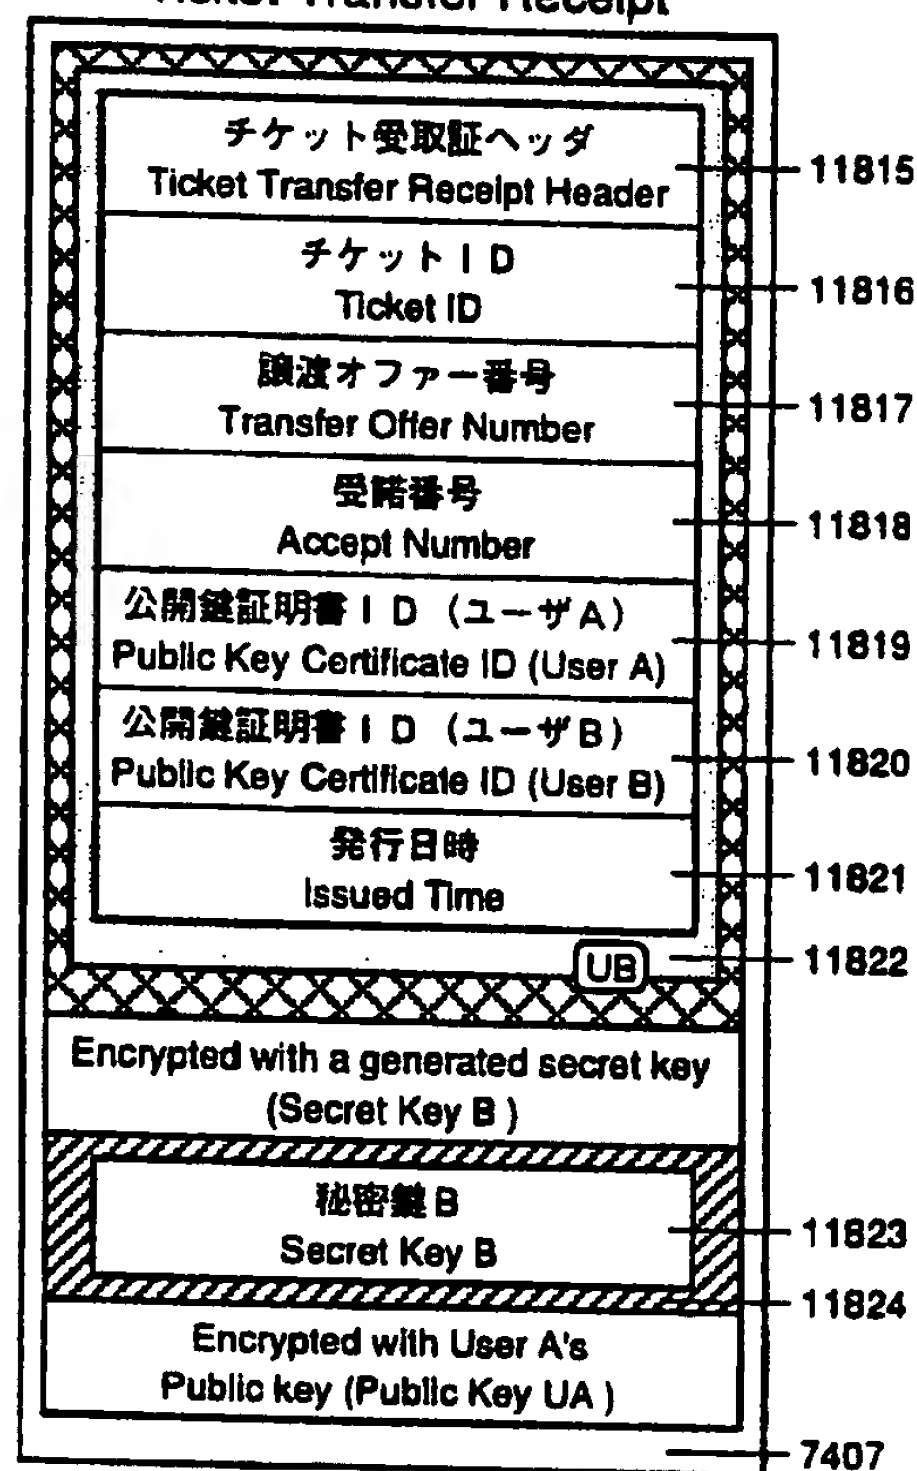 Ticket Transfer Receipt
チケット受取証ヘッダ
Ticket Transfer Receipt Header
11815
チケットID
Ticket ID
11816
譲渡オファー番号
Transfer Offer Number
11817
受諾番号
Accept Number
11818
公開鍵証明書ID (ユーザA)
Public Key Certificate ID (User A)
11819
公開鍵証明書ID (ユーザB)
Public Key Certificate ID (User B)
11820
発行日時
Issued Time
11821
UB
11822
Encrypted with a generated secret key
(Secret Key B )
秘密鍵B
Secret Key B
11823
11824
Encrypted with User A's
Public key (Public Key UA )
7407